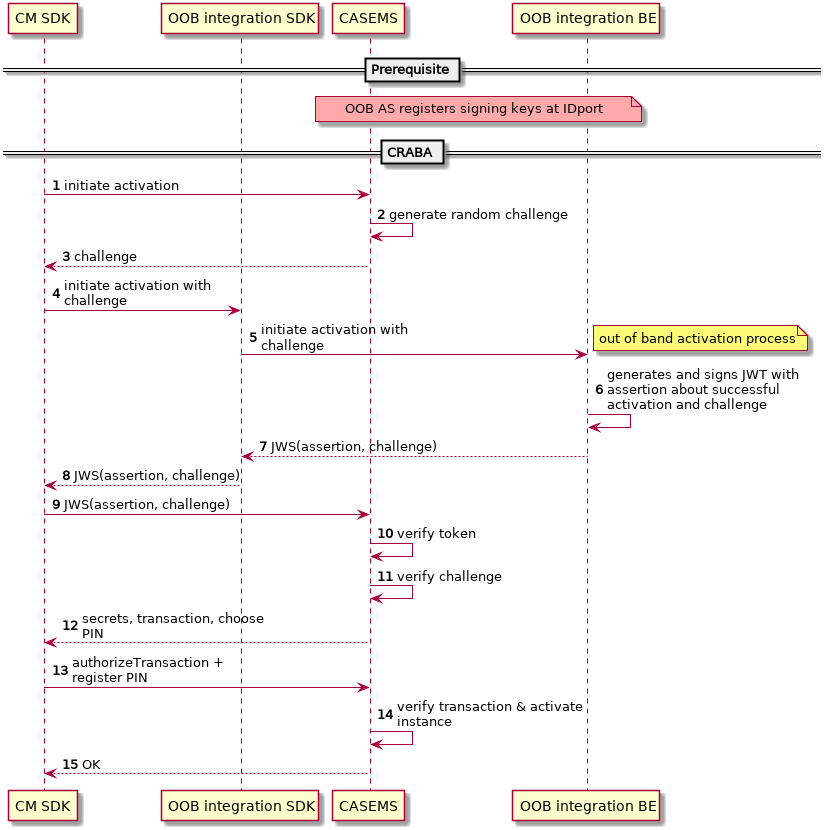 CM SDK
OOB integration SDK
CASEMS
OOB integration BE
Prerequisite
OOB AS registers signing keys at IDport
CRABA
1 initiate activation
2 generate random challenge
3 challenge
4 initiate activation with
challenge
5 initiate activation with
challenge
out of band activation process
6 generates and signs JWT with
assertion about successful
activation and challenge
7 JWS(assertion, challenge)
8 JWS(assertion, challenge)
9 JWS(assertion, challenge)
10 verify token
11 verify challenge
12 secrets, transaction, choose
PIN
13 authorizeTransaction +
register PIN
14 verify transaction & activate
instance
15 OK
CM SDK
OOB integration SDK
CASEMS
OOB integration BE